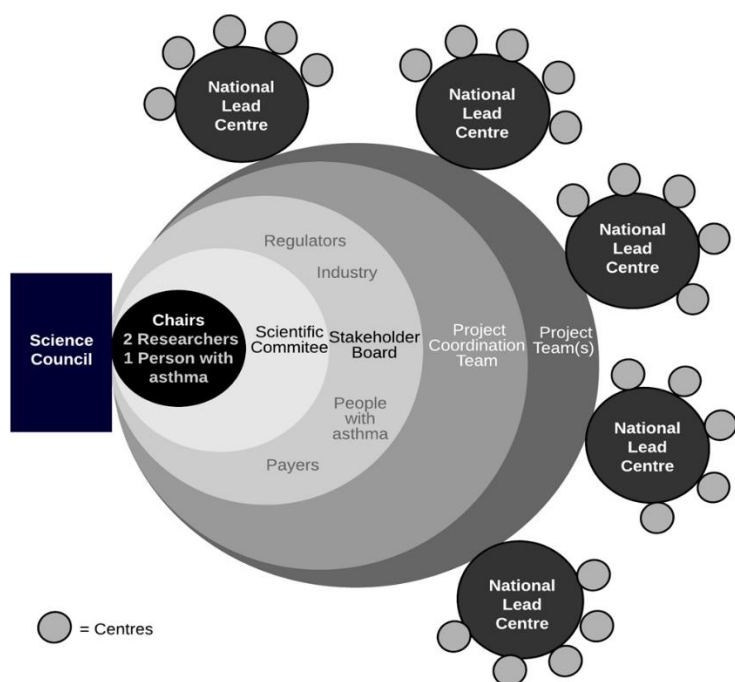 National
Lead
Centre
National
Lead
Centre
National
Lead
Centre
Regulators
Industry
Science
Council
Chairs
2 Researchers
1 Person with
asthma
Scientific
Commitee
Stakeholder
Board
Project
Coordination
Team
Project
Team(s)
People
with
asthma
Payers
National
Lead
Centre
National
Lead
Centre
= Centres